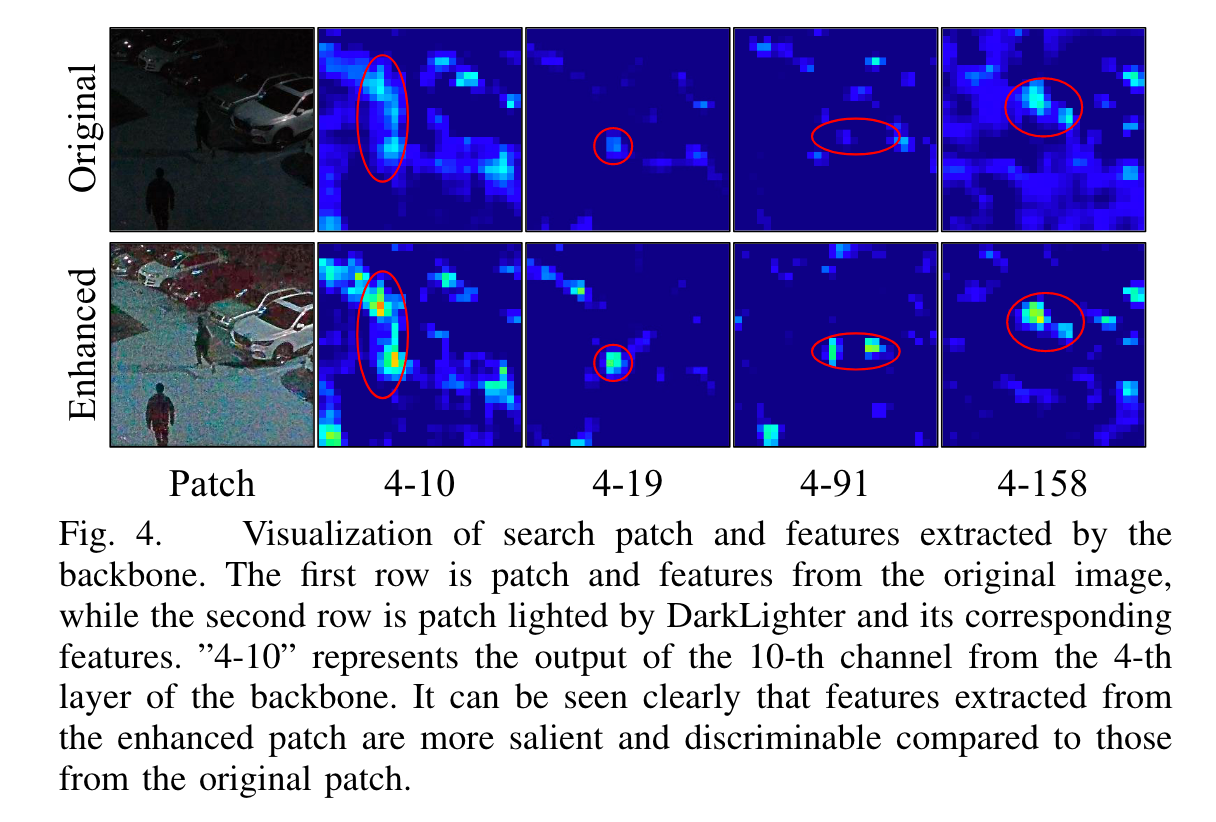 Original
Enhanced
Patch 4-10 4-19 4-91 4-158
Fig. 4. Visualization of search patch and features extracted by the
backbone. The first row is patch and features from the original image,
while the second row is patch lighted by DarkLighter and its corresponding
features. ”4-10” represents the output of the 10-th channel from the 4-th
layer of the backbone. It can be seen clearly that features extracted from
the enhanced patch are more salient and discriminable compared to those
from the original patch.